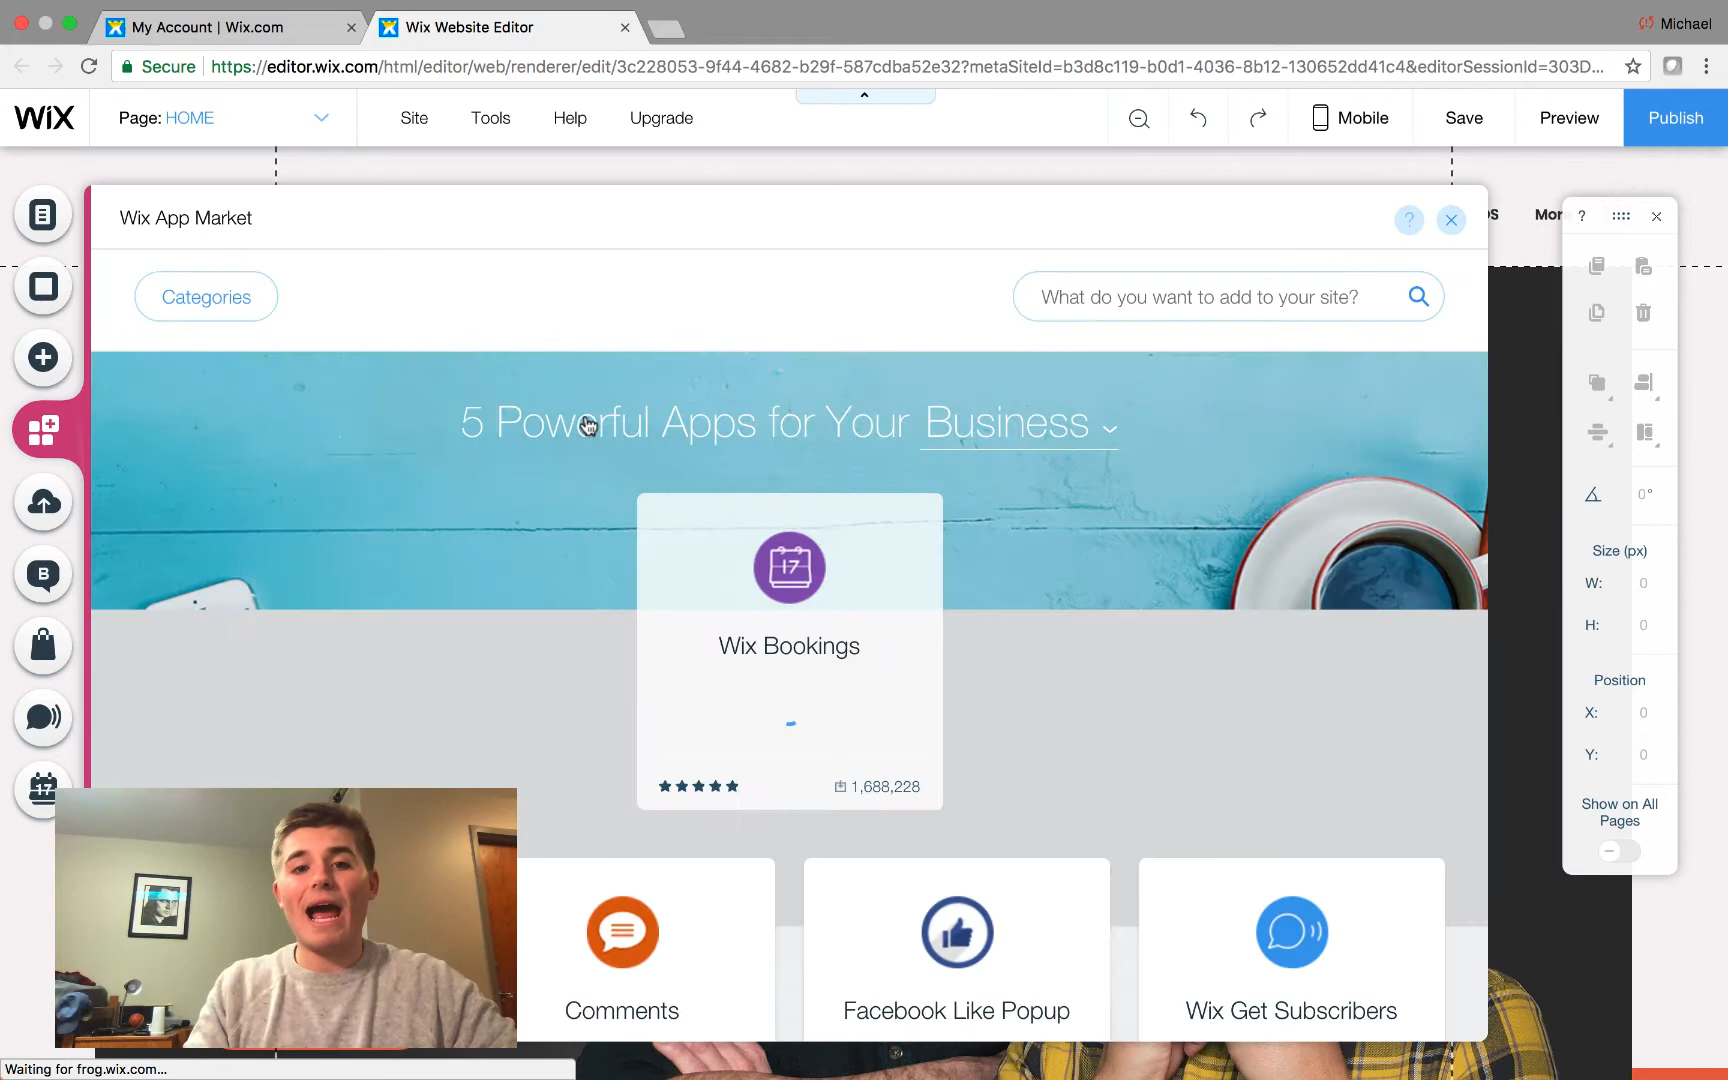 My Account | Wix.com
Wix Website Editor
Michael
Secure
https://editor.wix.com/html/editor/web/renderer/edit/3c228053-9f44-4682-b29f-587cdba52e32?metaSiteId=b3d8c119-b0d1-4036-8b12-130652dd41c4&editorSessionId=303D...
WiX
Page: HOME
Site
Tools
Help
Upgrade
Mobile
Save
Preview
Publish
Wix App Market
?
Categories
What do you want to add to your site?
5 Powerful Apps for Your Business
17
Wix Bookings
1,688,228
Comments
Facebook Like Popup
Wix Get Subscribers
B
17
?
0°
Size (px)
W: 0
H: 0
Position
X: 0
Y: 0
Show on All
Pages
Waiting for frog.wix.com...